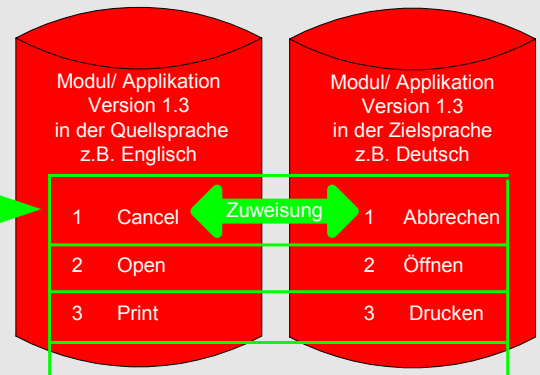 Modul/ Applikation
Version 1.3
in der Quellsprache
z.B. Englisch
Modul/ Applikation
Version 1.3
in der Zielsprache
z.B. Deutsch
1 Cancel Zuweisung 1 Abbrechen
2 Open 2 Öffnen
3 Print 3 Drucken